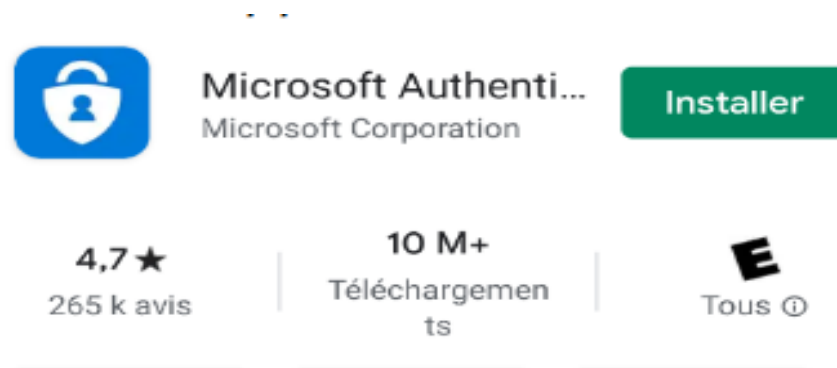 Microsoft Authenti...
Microsoft Corporation
Installer
4,7★
265 k avis
10 M+
Téléchargemen
ts
E
Tous ⓘ